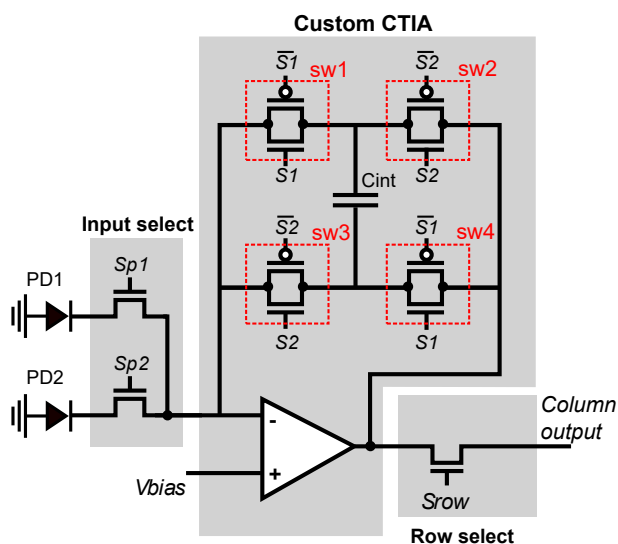 Custom CTIA
S̅1̅
S̅2̅
sw1
sw2
S1
S2
Cint
Input select
S̅2̅
sw3
S̅1̅
sw4
Sp1
PD1
S2
S1
Sp2
PD2
-
+
Vbias
Column
output
Srow
Row select